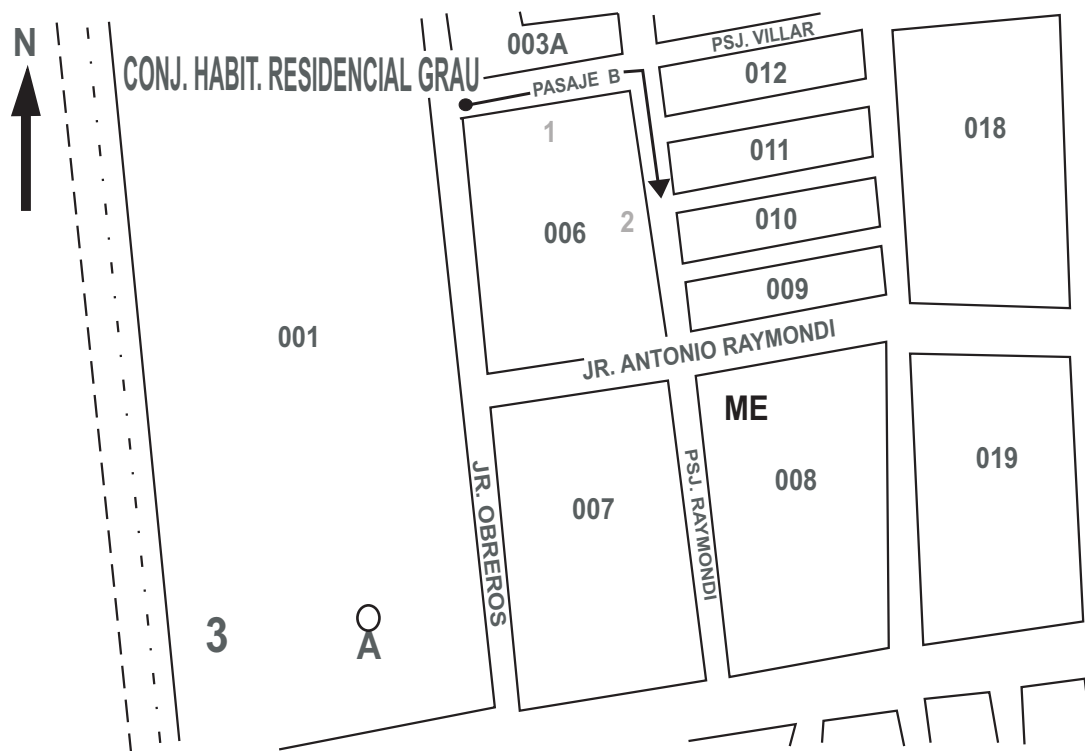 N
003A
PSJ. VILLAR
CONJ. HABIT. RESIDENCIAL GRAU
PASAJE B
012
1
018
011
006
2
010
009
001
JR. ANTONIO RAYMONDI
ME
JR. OBREROS
PSJ. RAYMONDI
007
008
019
3
A